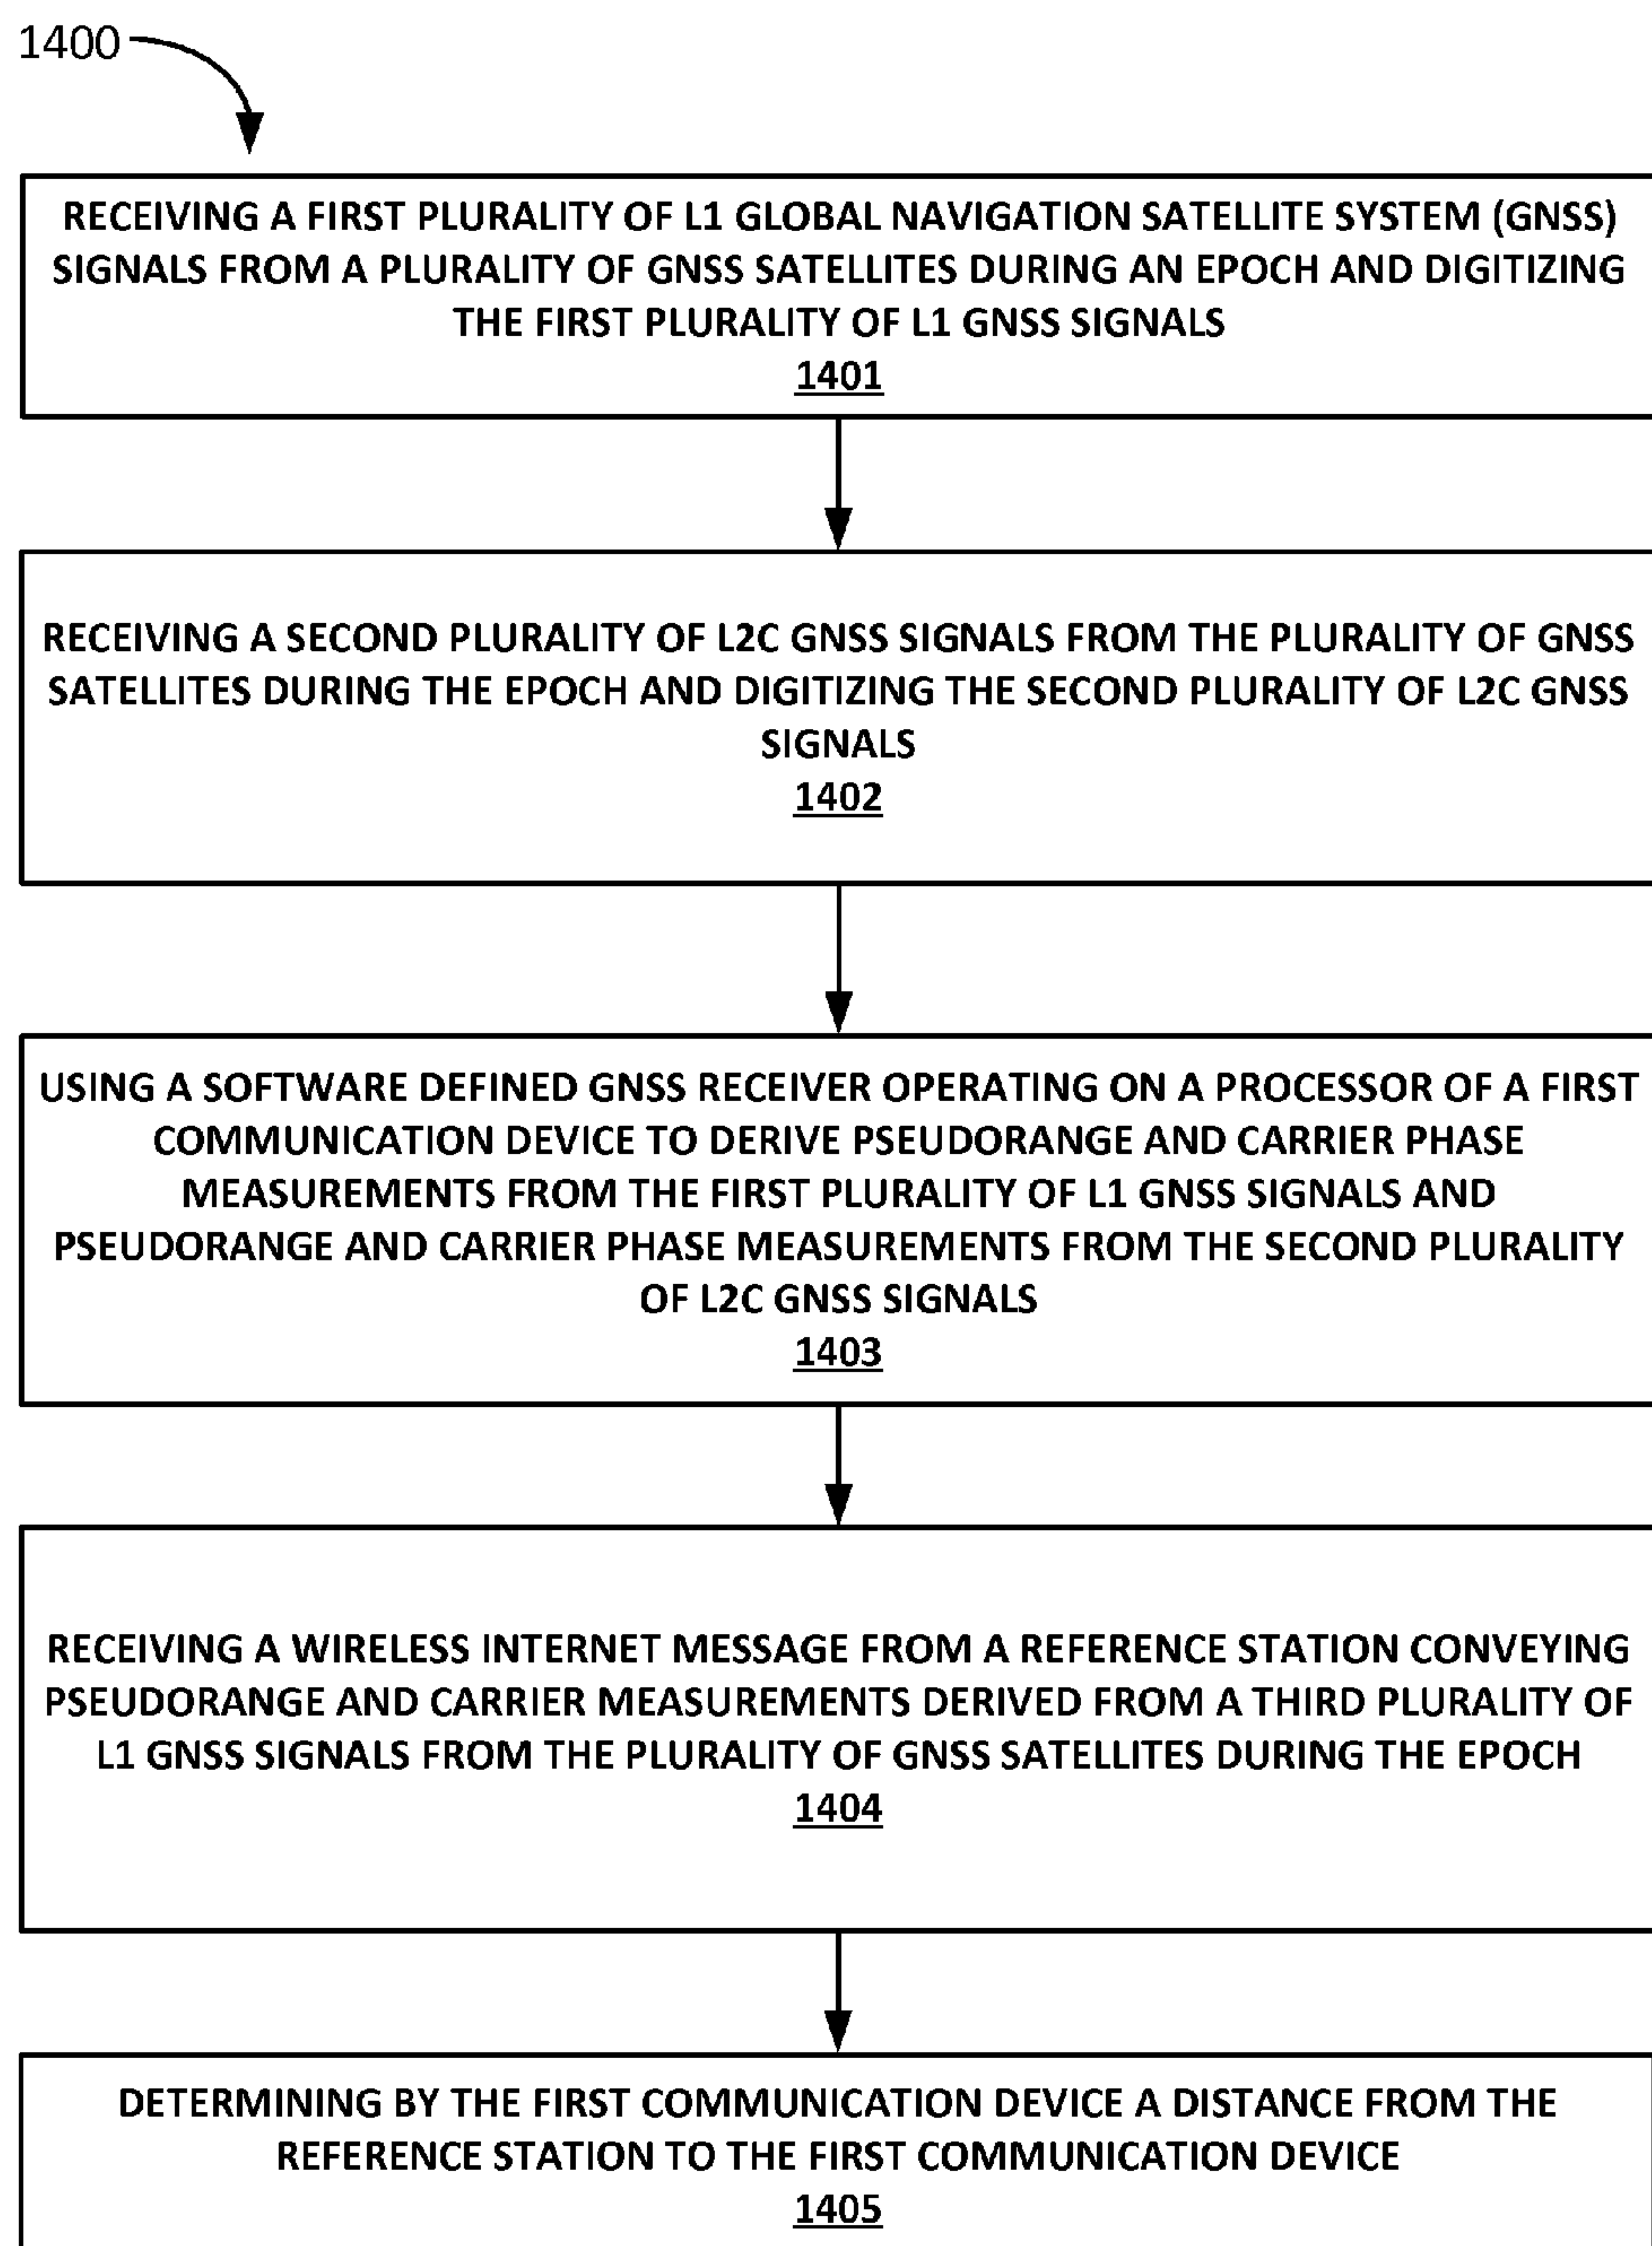 1400
RECEIVING A FIRST PLURALITY OF L1 GLOBAL NAVIGATION SATELLITE SYSTEM (GNSS)
SIGNALS FROM A PLURALITY OF GNSS SATELLITES DURING AN EPOCH AND DIGITIZING
THE FIRST PLURALITY OF L1 GNSS SIGNALS
1401
RECEIVING A SECOND PLURALITY OF L2C GNSS SIGNALS FROM THE PLURALITY OF GNSS
SATELLITES DURING THE EPOCH AND DIGITIZING THE SECOND PLURALITY OF L2C GNSS
SIGNALS
1402
USING A SOFTWARE DEFINED GNSS RECEIVER OPERATING ON A PROCESSOR OF A FIRST
COMMUNICATION DEVICE TO DERIVE PSEUDORANGE AND CARRIER PHASE
MEASUREMENTS FROM THE FIRST PLURALITY OF L1 GNSS SIGNALS AND
PSEUDORANGE AND CARRIER PHASE MEASUREMENTS FROM THE SECOND PLURALITY
OF L2C GNSS SIGNALS
1403
RECEIVING A WIRELESS INTERNET MESSAGE FROM A REFERENCE STATION CONVEYING
PSEUDORANGE AND CARRIER MEASUREMENTS DERIVED FROM A THIRD PLURALITY OF
L1 GNSS SIGNALS FROM THE PLURALITY OF GNSS SATELLITES DURING THE EPOCH
1404
DETERMINING BY THE FIRST COMMUNICATION DEVICE A DISTANCE FROM THE
REFERENCE STATION TO THE FIRST COMMUNICATION DEVICE
1405